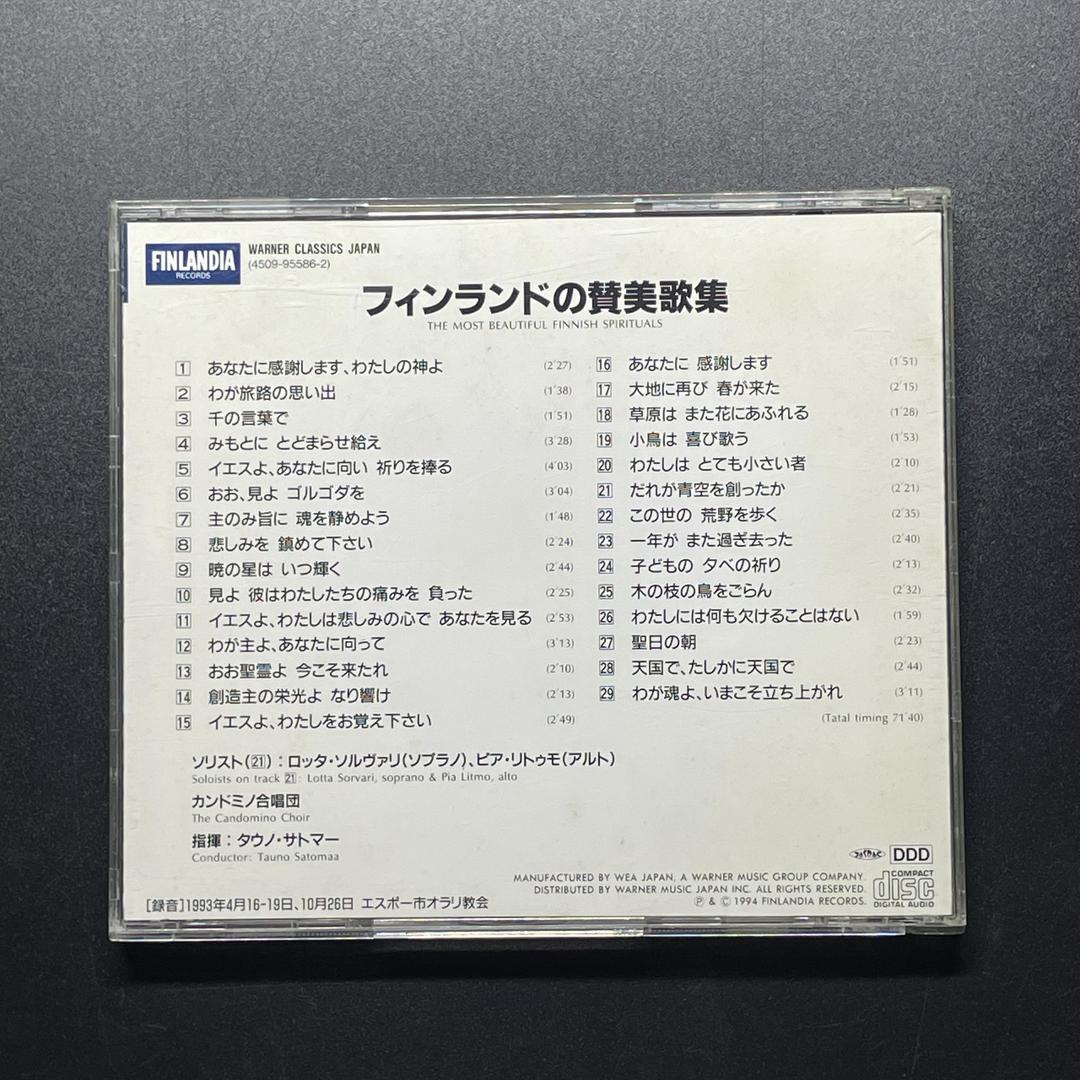 FINLANDIA
RECORDS
WARNER CLASSICS JAPAN
(4509-95586-2)
フィンランドの賛美歌集
THE MOST BEAUTIFUL FINNISH SPIRITUALS
1 あなたに感謝します、わたしの神よ (2'27)
2 わが旅路の思い出 (1'38)
3 千の言葉で (1'51)
4 みもとに とどまらせ給え (3'28)
5 イエスよ、あなたに向い 祈りを捧る (4'03)
6 おお、見よ ゴルゴダを (3'04)
7 主のみ旨に 魂を静めよう (1'48)
8 悲しみを 鎮めて下さい (2'24)
9 暁の星は いつ輝く (2'44)
10 見よ 彼はわたしたちの痛みを 負った (2'25)
11 イエスよ、わたしは悲しみの心で あなたを見る (2'53)
12 わが主よ、あなたに向って (3'13)
13 おお聖霊よ 今こそ来たれ (2'10)
14 創造主の栄光よ なり響け (2'13)
15 イエスよ、わたしをお覚え下さい (2'49)
16 あなたに 感謝します (1'51)
17 大地に再び 春が来た (2'15)
18 草原は また花にあふれる (1'28)
19 小鳥は 喜び歌う (1'53)
20 わたしは とても小さい者 (2'10)
21 だれが青空を創ったか (2'21)
22 この世の 荒野を歩く (2'35)
23 一年が また過ぎ去った (2'40)
24 子どもの 夕べの祈り (2'13)
25 木の枝の鳥をごらん (2'32)
26 わたしには何も欠けることはない (1'59)
27 聖日の朝 (2'23)
28 天国で、たしかに天国で (2'44)
29 わが魂よ、いまこそ立ち上がれ (3'11)
(Tatal timing 71'40)
ソリスト(21):ロッタ・ソルヴァリ(ソプラノ)、ピア・リトゥモ(アルト)
Soloists on track 21: Lotta Sorvari, soprano & Pia Litmo, alto
カンドミノ合唱団
The Candomino Choir
指揮:タウノ・サトマー
Conductor: Tauno Satomaa
DDD
MANUFACTURED BY WEA JAPAN, A WARNER MUSIC GROUP COMPANY.
DISTRIBUTED BY WARNER MUSIC JAPAN INC. ALL RIGHTS RESERVED.
Ⓟ & © 1994 FINLANDIA RECORDS.
COMPACT
disc
DIGITAL AUDIO
[録音]1993年4月16-19日、10月26日 エスポー市オラリ教会